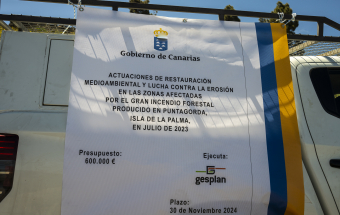 Gobierno de Canarias
ACTUACIONES DE RESTAURACIÓN
MEDIOAMBIENTAL Y LUCHA CONTRA LA EROSIÓN
EN LAS ZONAS AFECTADAS
POR EL GRAN INCENDIO FORESTAL
PRODUCIDO EN PUNTAGORDA,
ISLA DE LA PALMA,
EN JULIO DE 2023
Presupuesto:
600.000 €
Ejecuta:
gesplan
Plazo:
30 de Noviembre 2024